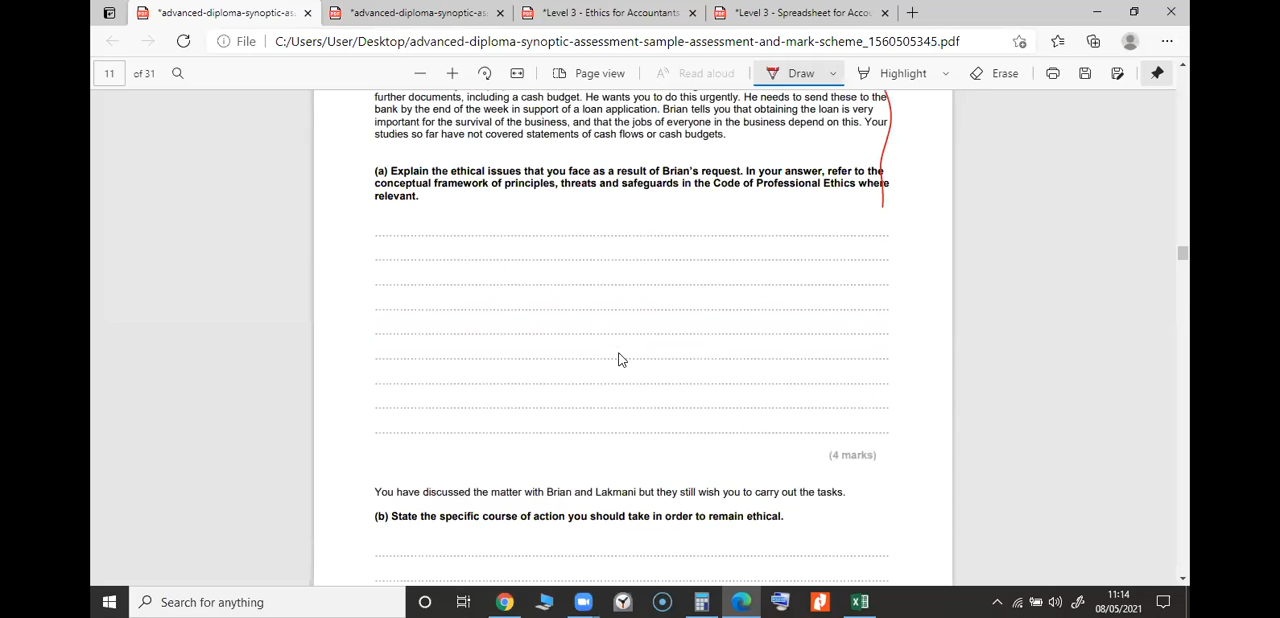 *advanced-diploma-synoptic-as:
*advanced-diploma-synoptic-as:
*Level 3 - Ethics for Accountants
*Level 3 - Spreadsheet for Accou
File
C:/Users/User/Desktop/advanced-diploma-synoptic-assessment-sample-assessment-and-mark-scheme_1560505345.pdf
11
of 31
Page view
Read aloud
Draw
Highlight
Erase
further documents, including a cash budget. He wants you to do this urgently. He needs to send these to the
bank by the end of the week in support of a loan application. Brian tells you that obtaining the loan is very
important for the survival of the business, and that the jobs of everyone in the business depend on this. Your
studies so far have not covered statements of cash flows or cash budgets.
(a) Explain the ethical issues that you face as a result of Brian's request. In your answer, refer to the
conceptual framework of principles, threats and safeguards in the Code of Professional Ethics where
relevant.
(4 marks)
You have discussed the matter with Brian and Lakmani but they still wish you to carry out the tasks.
(b) State the specific course of action you should take in order to remain ethical.
Search for anything
11:14
08/05/2021